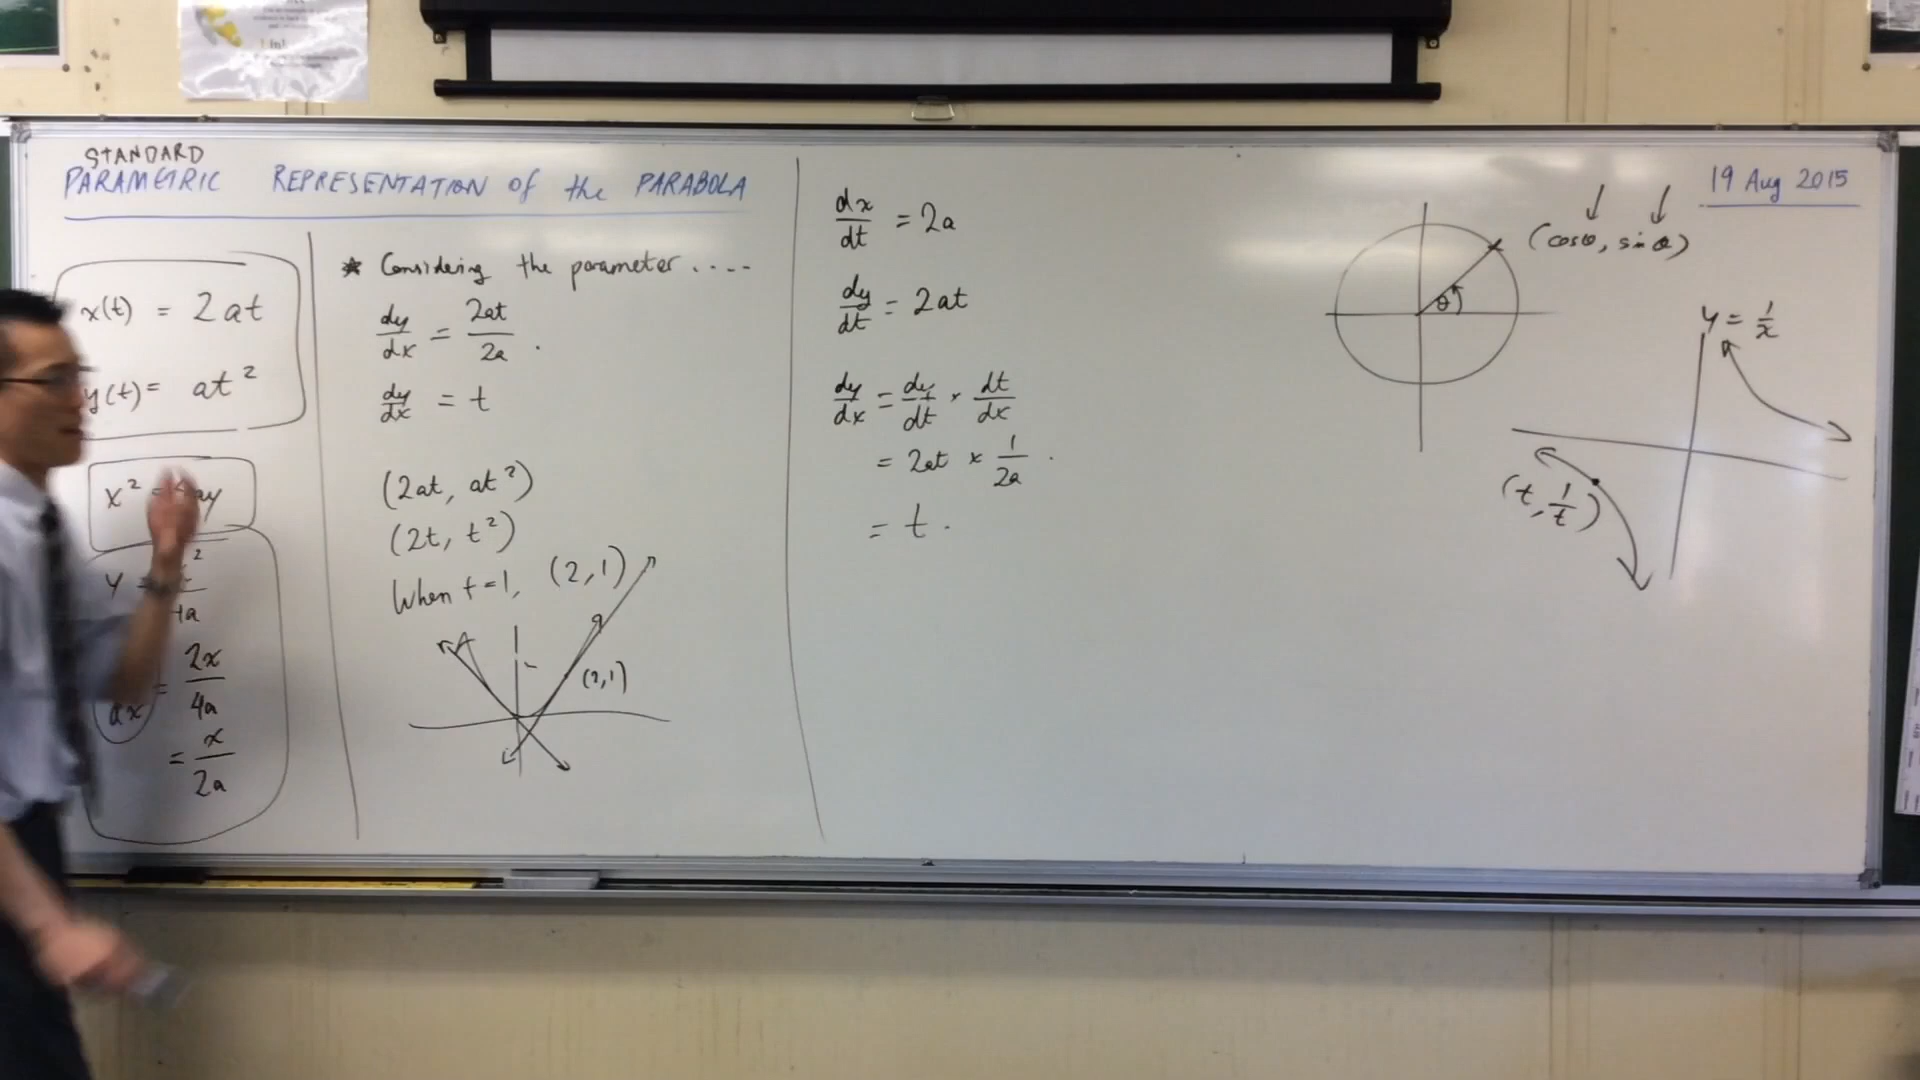 STANDARD
PARAMETRIC REPRESENTATION of the PARABOLA
x(t) = 2at
y(t) = at²
x² = 4ay
y = ²/4a
dx = 2x/4a
= x/2a
★ Considering the parameter ....
dy/dx = 2at/2a .
dy/dx = t
(2at, at²)
(2t, t²)
When t=1, (2,1)
(2,1)
dx/dt = 2a
dy/dt = 2at
dy/dx = dy/dt × dt/dx
= 2at × 1/2a .
= t .
19 Aug 2015
(cosθ, sinθ)
θ
y = 1/x
(t, 1/t)